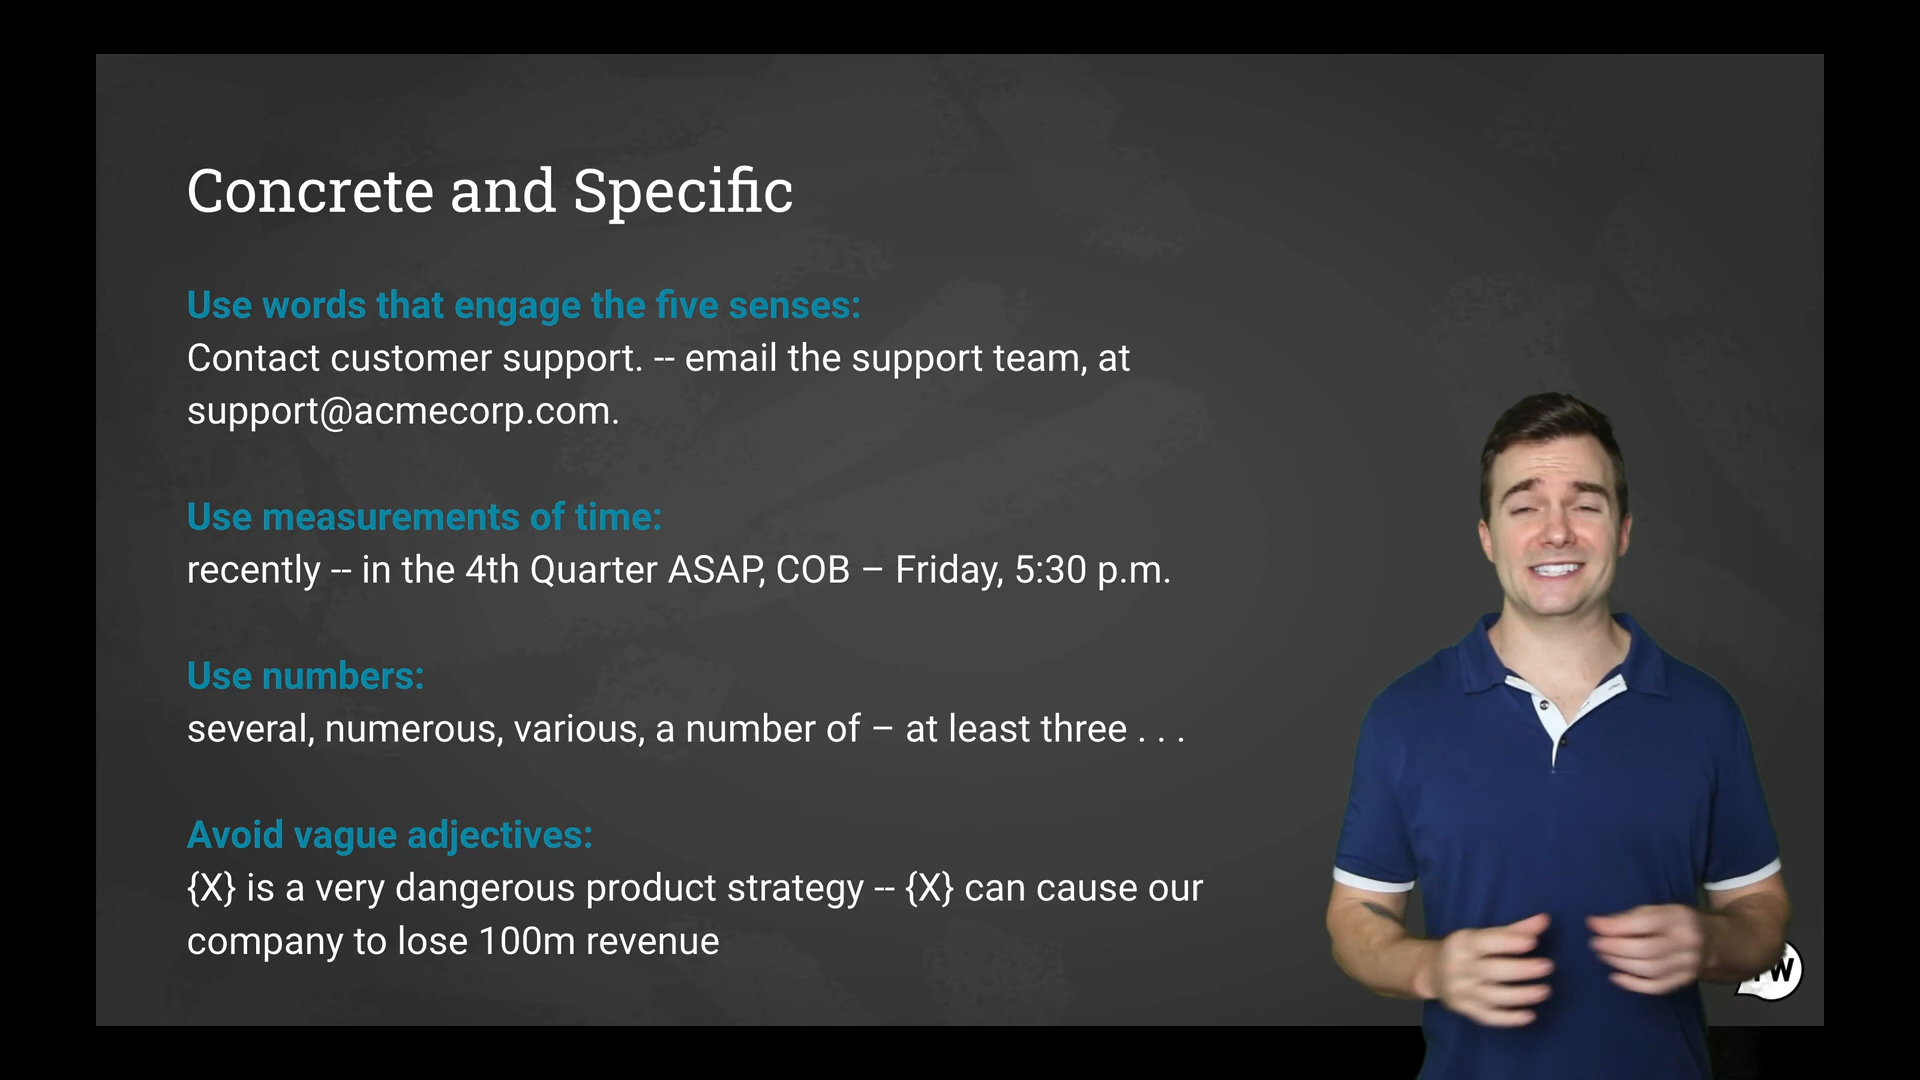 Concrete and Specific
Use words that engage the five senses:
Contact customer support. -- email the support team, at
support@acmecorp.com.
Use measurements of time:
recently -- in the 4th Quarter ASAP, COB – Friday, 5:30 p.m.
Use numbers:
several, numerous, various, a number of – at least three . . .
Avoid vague adjectives:
{X} is a very dangerous product strategy -- {X} can cause our
company to lose 100m revenue